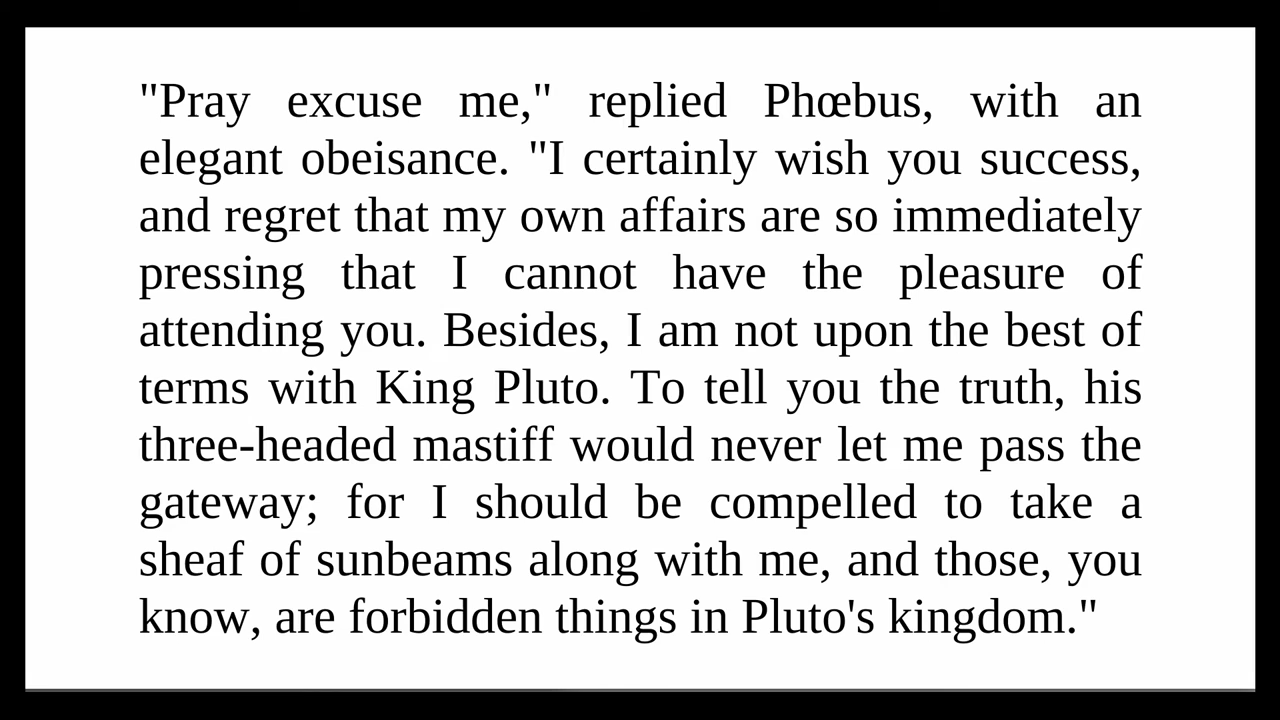 "Pray excuse me," replied Phœbus, with an
elegant obeisance. "I certainly wish you success,
and regret that my own affairs are so immediately
pressing that I cannot have the pleasure of
attending you. Besides, I am not upon the best of
terms with King Pluto. To tell you the truth, his
three-headed mastiff would never let me pass the
gateway; for I should be compelled to take a
sheaf of sunbeams along with me, and those, you
know, are forbidden things in Pluto's kingdom."